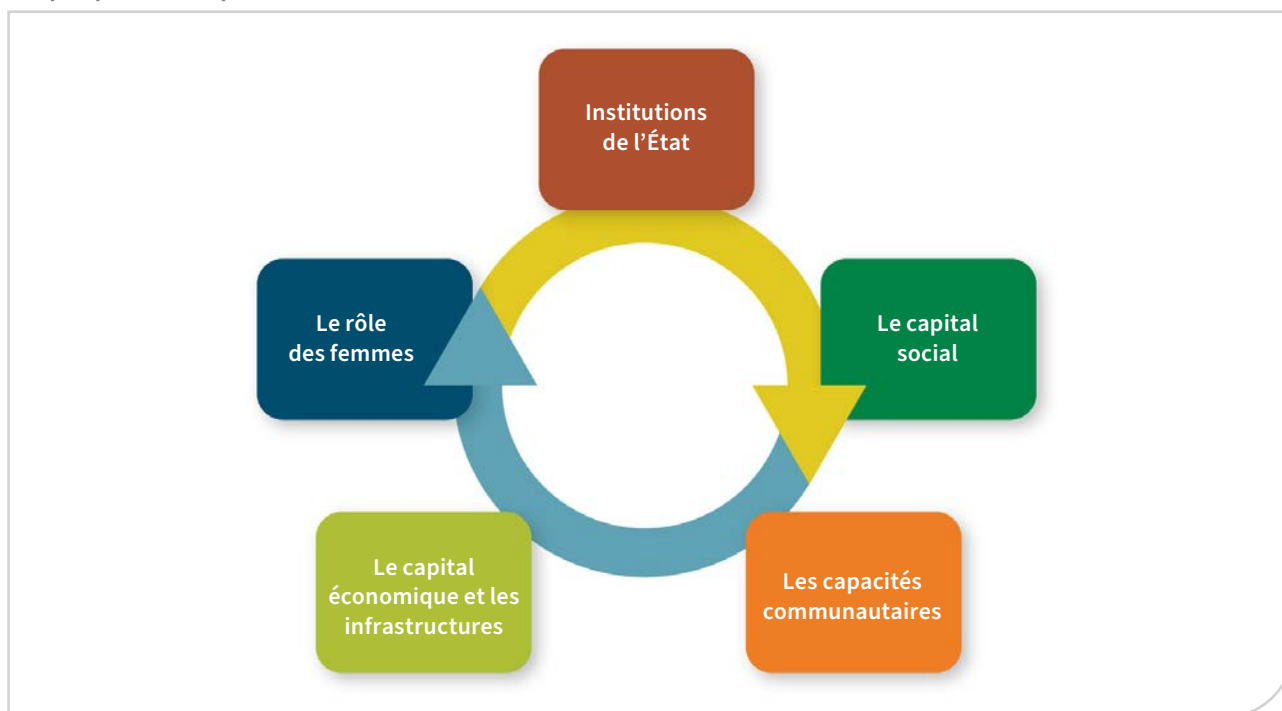 Institutions
de l’État
Le rôle
des femmes
Le capital
social
Le capital
économique et les
infrastructures
Les capacités
communautaires